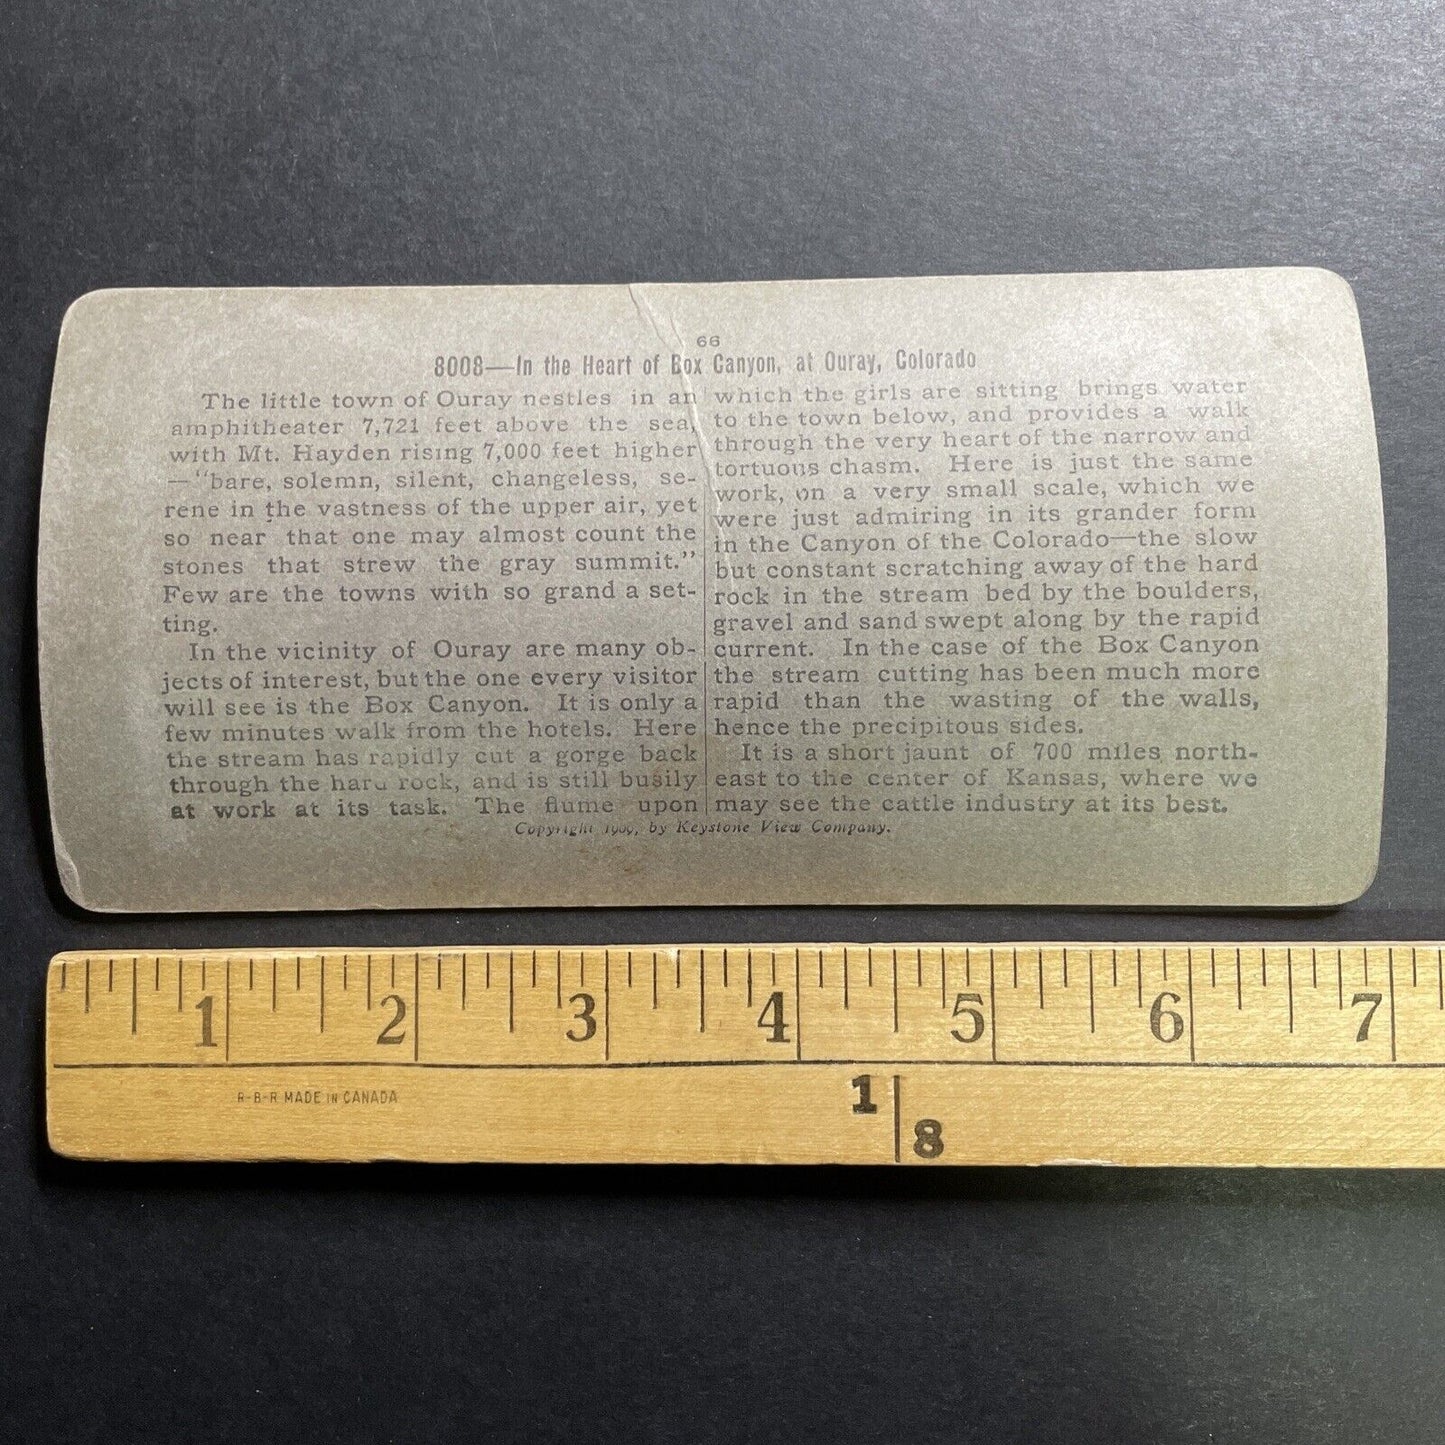 66
8008—In the Heart of Box Canyon, at Ouray, Colorado
The little town of Ouray nestles in an
amphitheater 7,721 feet above the sea,
with Mt. Hayden rising 7,000 feet higher
—"bare, solemn, silent, changeless, se-
rene in the vastness of the upper air, yet
so near that one may almost count the
stones that strew the gray summit."
Few are the towns with so grand a set-
ting.
In the vicinity of Ouray are many ob-
jects of interest, but the one every visitor
will see is the Box Canyon. It is only a
few minutes walk from the hotels. Here
the stream has rapidly cut a gorge back
through the hard rock, and is still busily
at work at its task. The flume upon
which the girls are sitting brings water
to the town below, and provides a walk
through the very heart of the narrow and
tortuous chasm. Here is just the same
work, on a very small scale, which we
were just admiring in its grander form
in the Canyon of the Colorado—the slow
but constant scratching away of the hard
rock in the stream bed by the boulders,
gravel and sand swept along by the rapid
current. In the case of the Box Canyon
the stream cutting has been much more
rapid than the wasting of the walls,
hence the precipitous sides.
It is a short jaunt of 700 miles north-
east to the center of Kansas, where we
may see the cattle industry at its best.
Copyright 1909, by Keystone View Company.
1 2 3 4 5 6 7
R-B-R MADE IN CANADA
1
8